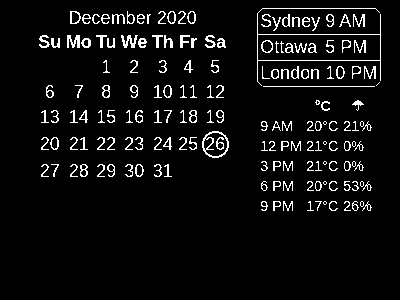 December 2020
Su Mo Tu We Th Fr Sa
1 2 3 4 5
6 7 8 9 10 11 12
13 14 15 16 17 18 19
20 21 22 23 24 25 26
27 28 29 30 31
Sydney 9 AM
Ottawa 5 PM
London 10 PM
°C ☂
9 AM 20°C 21%
12 PM 21°C 0%
3 PM 21°C 0%
6 PM 20°C 53%
9 PM 17°C 26%